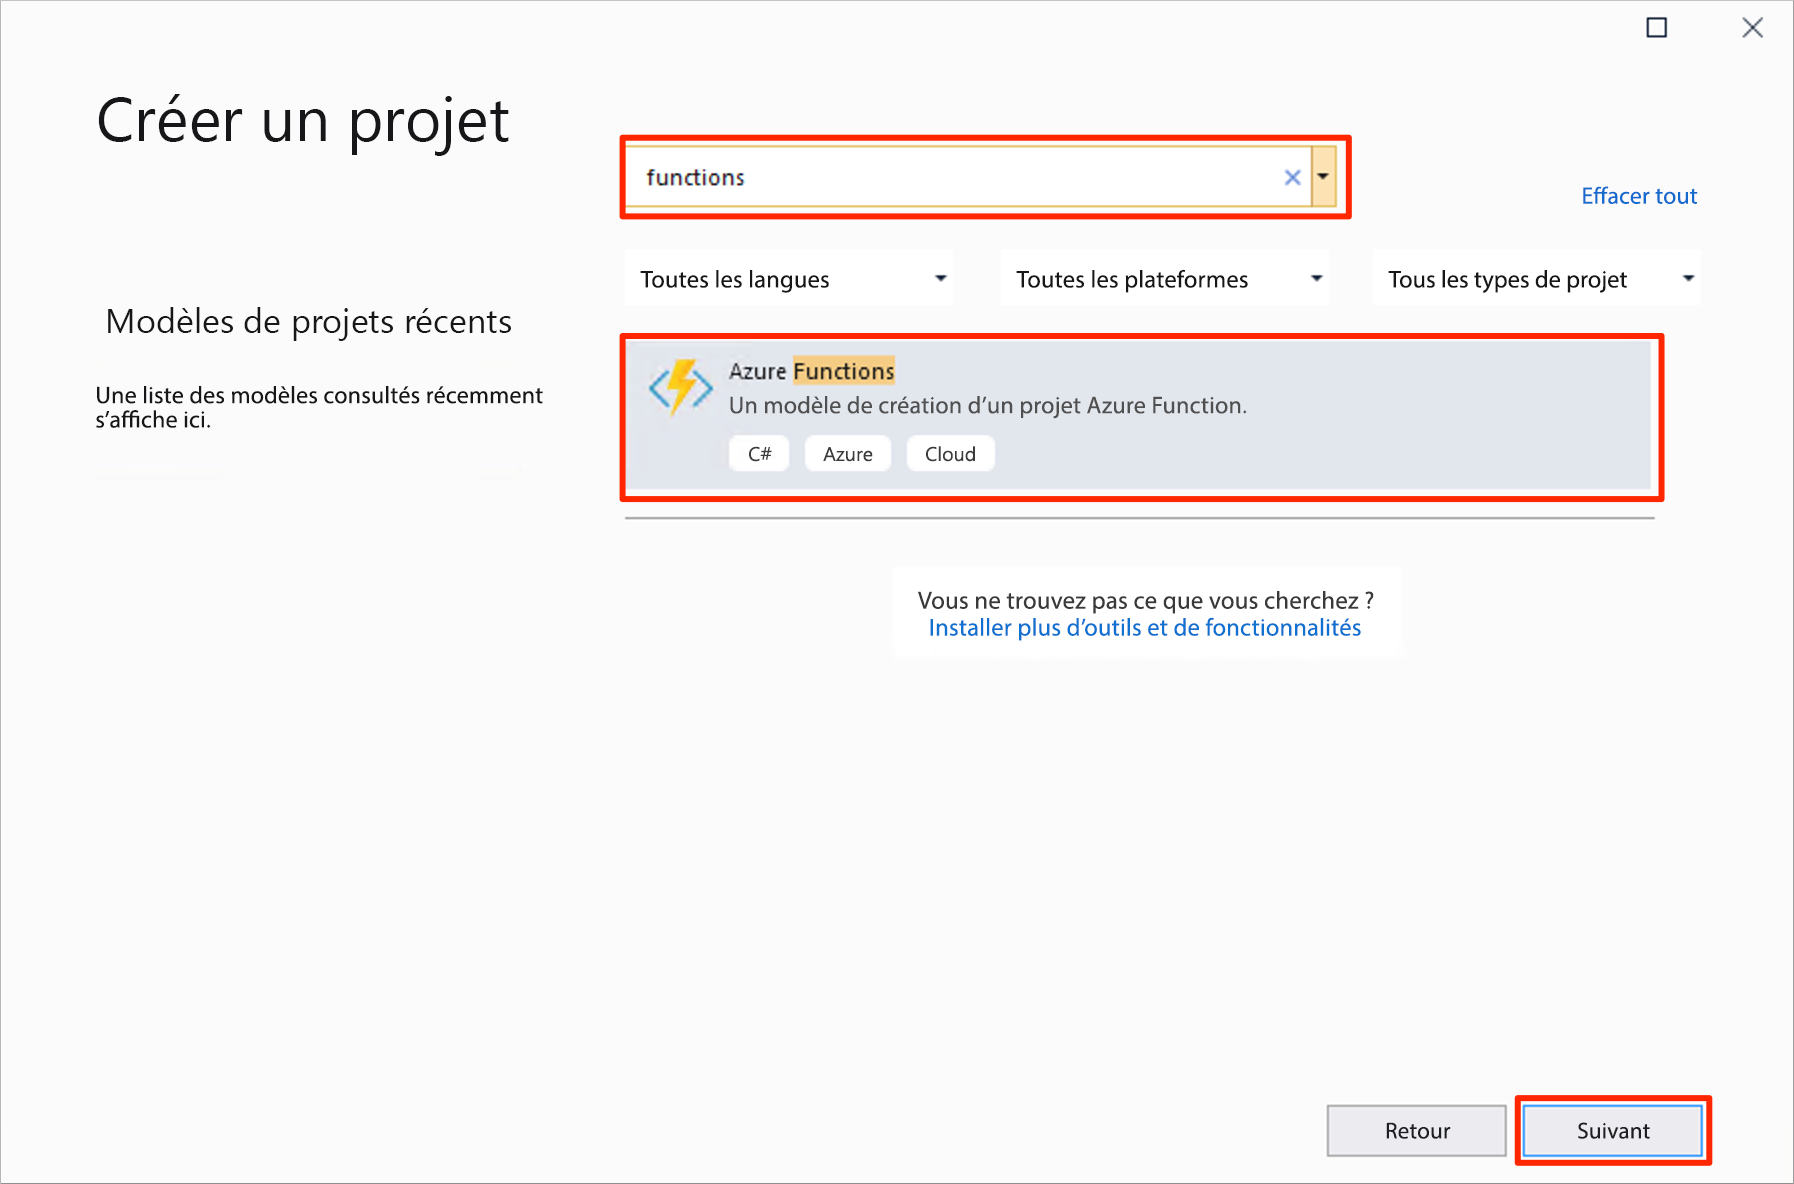 Créer un projet
functions
Effacer tout
Toutes les langues
Toutes les plateformes
Tous les types de projet
Modèles de projets récents
Une liste des modèles consultés récemment
s’affiche ici.
Azure Functions
Un modèle de création d’un projet Azure Function.
C#
Azure
Cloud
Vous ne trouvez pas ce que vous cherchez ?
Installer plus d’outils et de fonctionnalités
Retour
Suivant